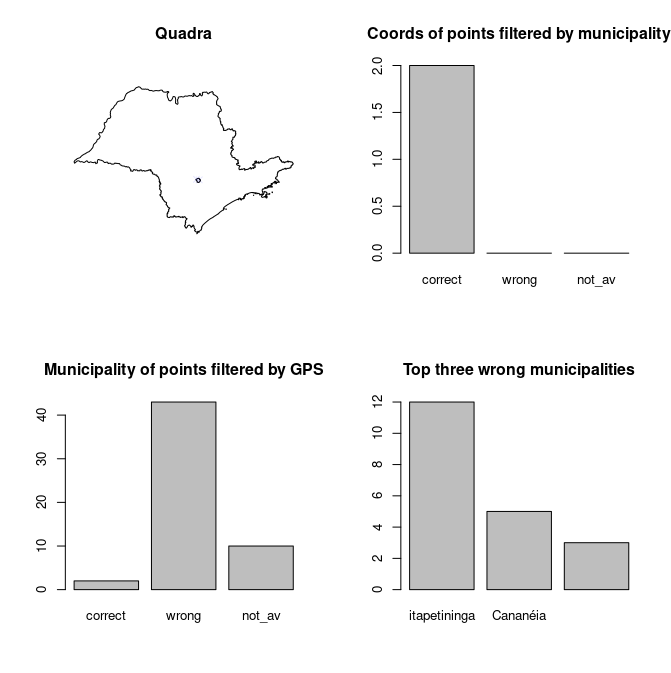 Quadra
Coords of points filtered by municipality
2.0
1.5
1.0
0.5
0.0
correct wrong not_av
Municipality of points filtered by GPS
40
30
20
10
0
correct wrong not_av
Top three wrong municipalities
12
10
8
6
4
2
0
itapetininga Cananéia